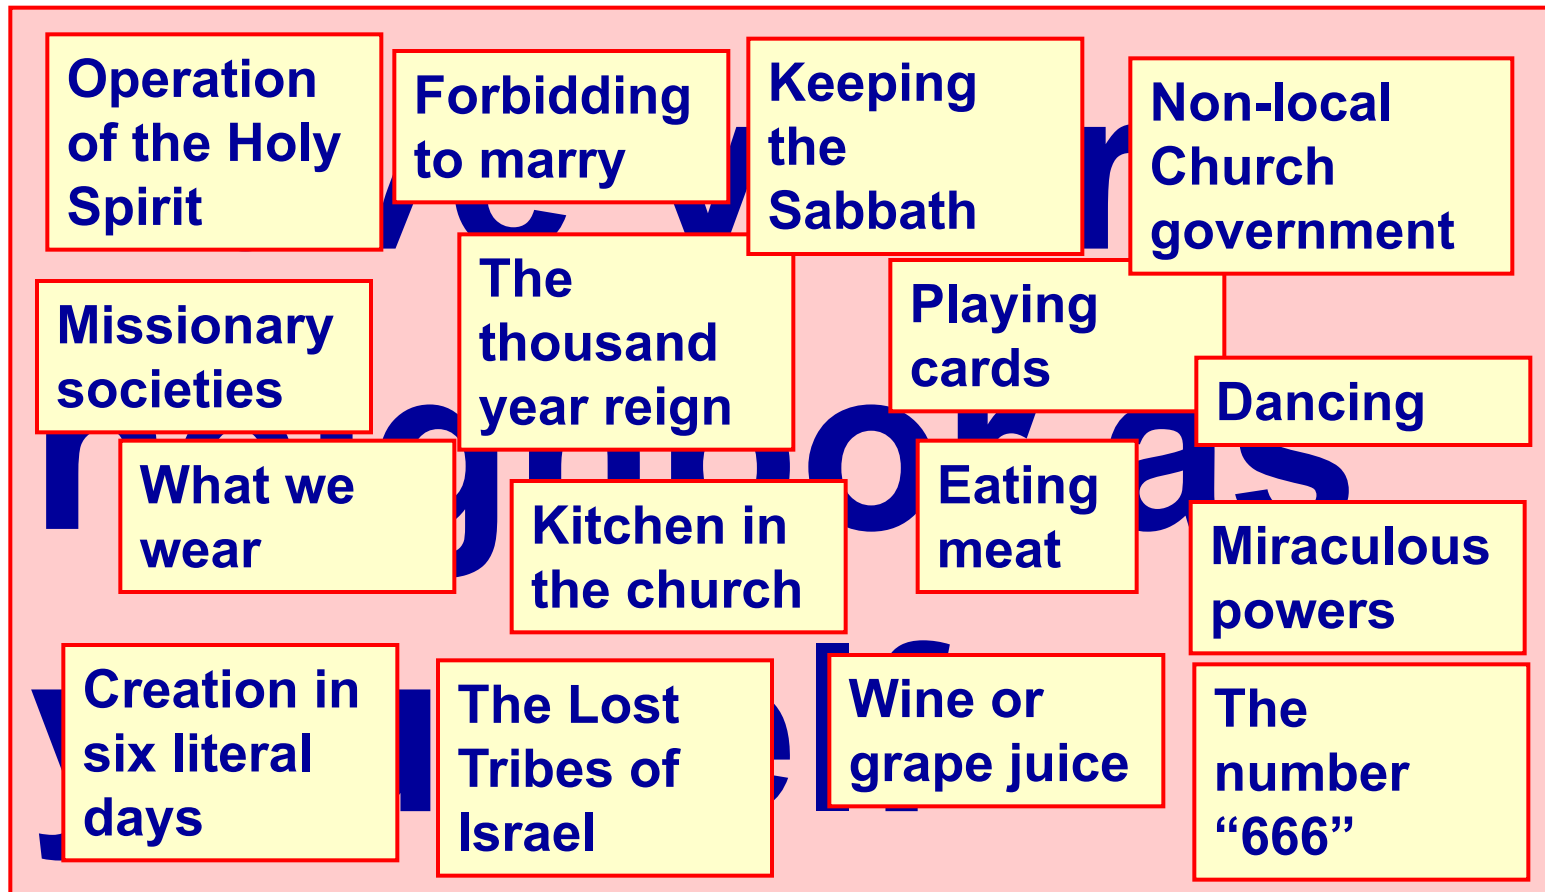 Operation
of the Holy
Spirit
Forbidding
to marry
Keeping
the
Sabbath
Non-local
Church
government
Missionary
societies
The
thousand
year reign
Playing
cards
Dancing
What we
wear
Kitchen in
the church
Eating
meat
Miraculous
powers
Creation in
six literal
days
The Lost
Tribes of
Israel
Wine or
grape juice
The
number
“666”
as